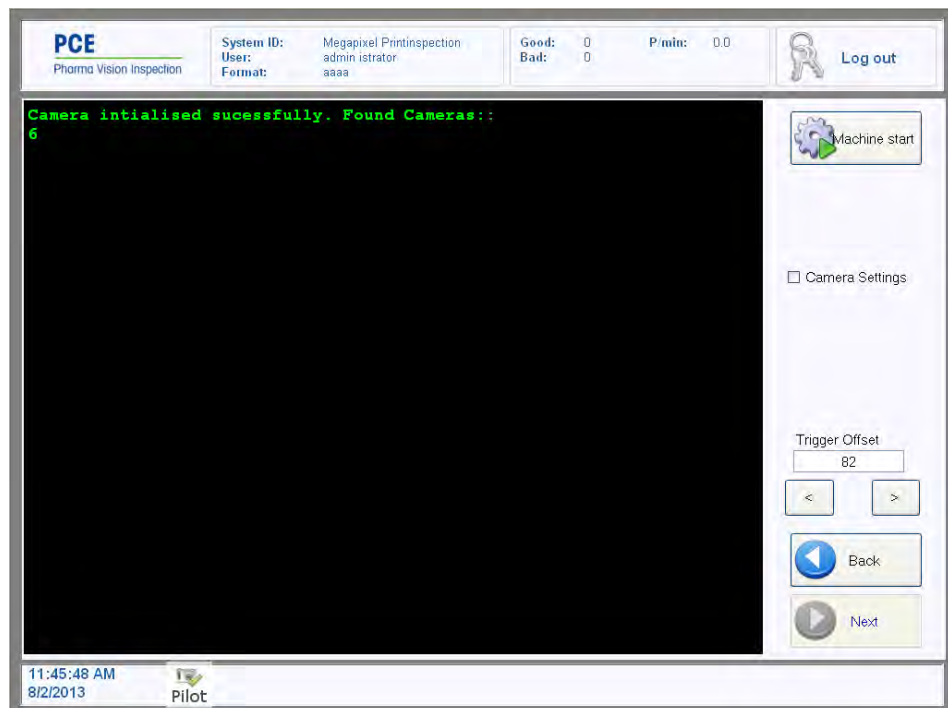 PCE
Pharma Vision Inspection
System ID: Megapixel Printinspection
User: admin istrator
Format: aaaa
Good: 0 P/min: 0.0
Bad: 0
Log out
Camera intialised sucessfully. Found Cameras::
6
Machine start
Camera Settings
Trigger Offset
82
< >
Back
Next
11:45:48 AM
8/2/2013
Pilot